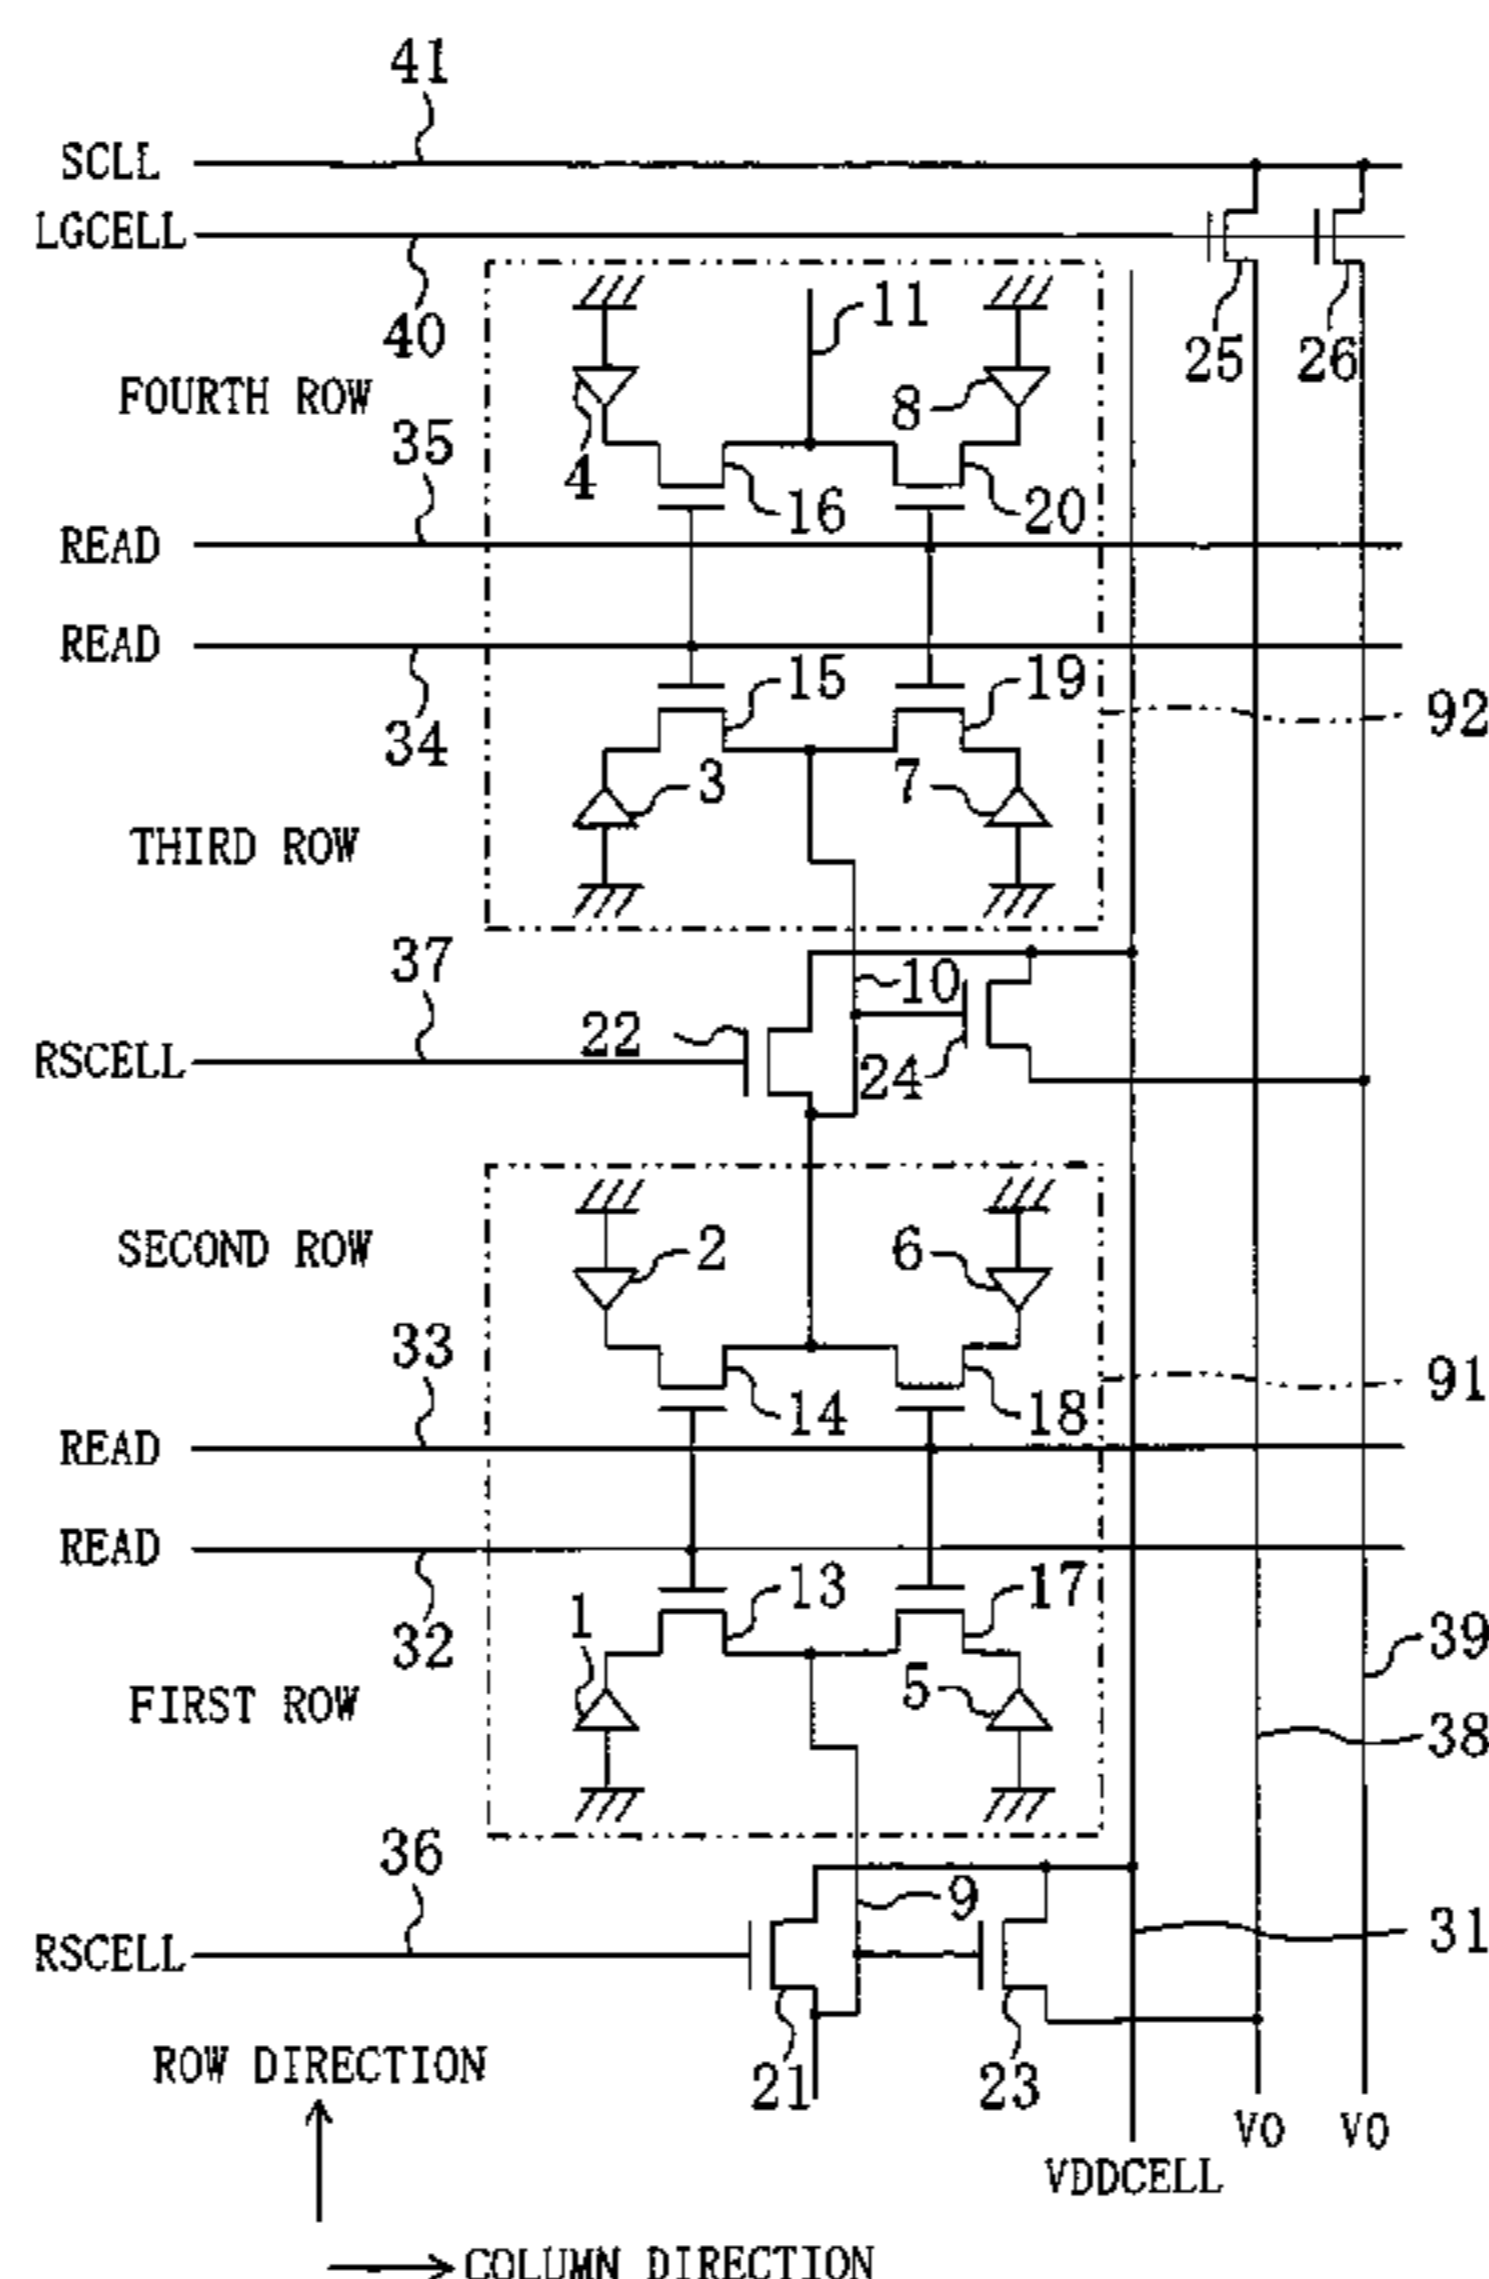 41
SCLL
LGCELL
40
25
26
11
FOURTH ROW
4
8
35
16
20
READ
READ
34
15
19
92
3
7
THIRD ROW
37
10
22
24
RSCELL
SECOND ROW
2
6
33
14
18
91
READ
READ
32
13
17
1
5
39
FIRST ROW
38
36
9
31
RSCELL
21
23
ROW DIRECTION
VO
VO
VDDCELL
COLUMN DIRECTION